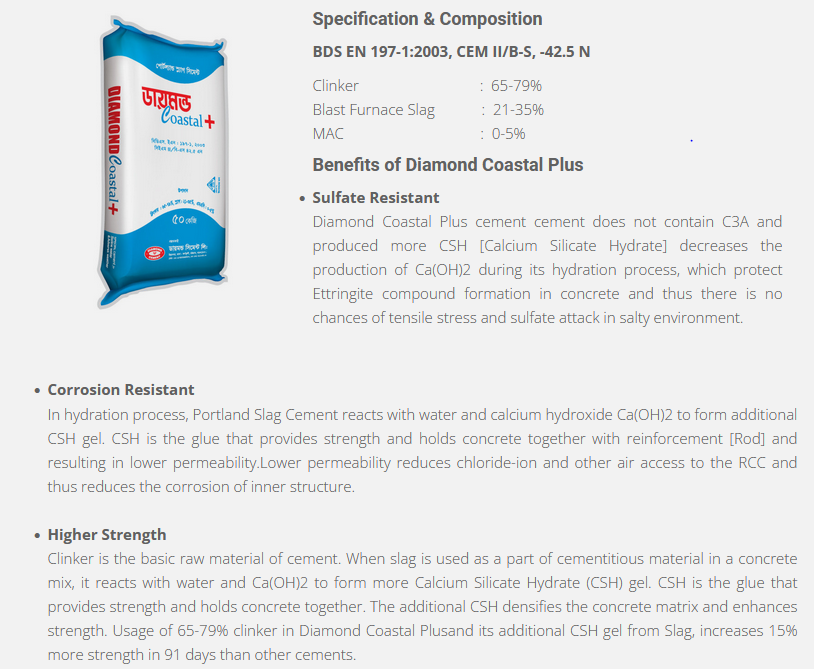 Specification & Composition
BDS EN 197-1:2003, CEM II/B-S, -42.5 N
Clinker : 65-79%
Blast Furnace Slag : 21-35%
MAC : 0-5%
Benefits of Diamond Coastal Plus
• Sulfate Resistant
Diamond Coastal Plus cement cement does not contain C3A and
produced more CSH [Calcium Silicate Hydrate] decreases the
production of Ca(OH)2 during its hydration process, which protect
Ettringite compound formation in concrete and thus there is no
chances of tensile stress and sulfate attack in salty environment.
পোর্টল্যান্ড স্ল্যাগ সিমেন্ট
ডায়মন্ড
Coastal+
DIAMOND Coastal+
৫০ কেজি
ডায়মন্ড সিমেন্ট লিঃ
• Corrosion Resistant
In hydration process, Portland Slag Cement reacts with water and calcium hydroxide Ca(OH)2 to form additional
CSH gel. CSH is the glue that provides strength and holds concrete together with reinforcement [Rod] and
resulting in lower permeability.Lower permeability reduces chloride-ion and other air access to the RCC and
thus reduces the corrosion of inner structure.
• Higher Strength
Clinker is the basic raw material of cement. When slag is used as a part of cementitious material in a concrete
mix, it reacts with water and Ca(OH)2 to form more Calcium Silicate Hydrate (CSH) gel. CSH is the glue that
provides strength and holds concrete together. The additional CSH densifies the concrete matrix and enhances
strength. Usage of 65-79% clinker in Diamond Coastal Plusand its additional CSH gel from Slag, increases 15%
more strength in 91 days than other cements.